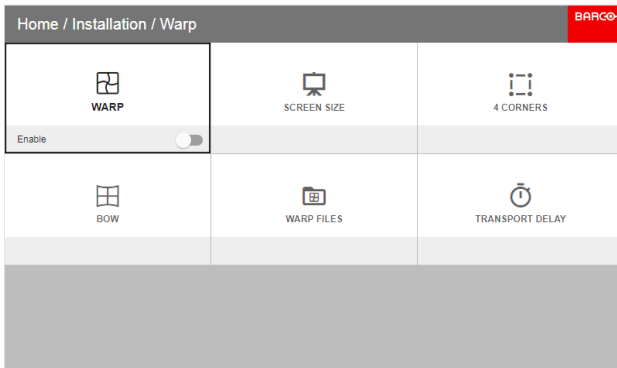 Home / Installation / Warp
BARCO
WARP
SCREEN SIZE
4 CORNERS
Enable
BOW
WARP FILES
TRANSPORT DELAY